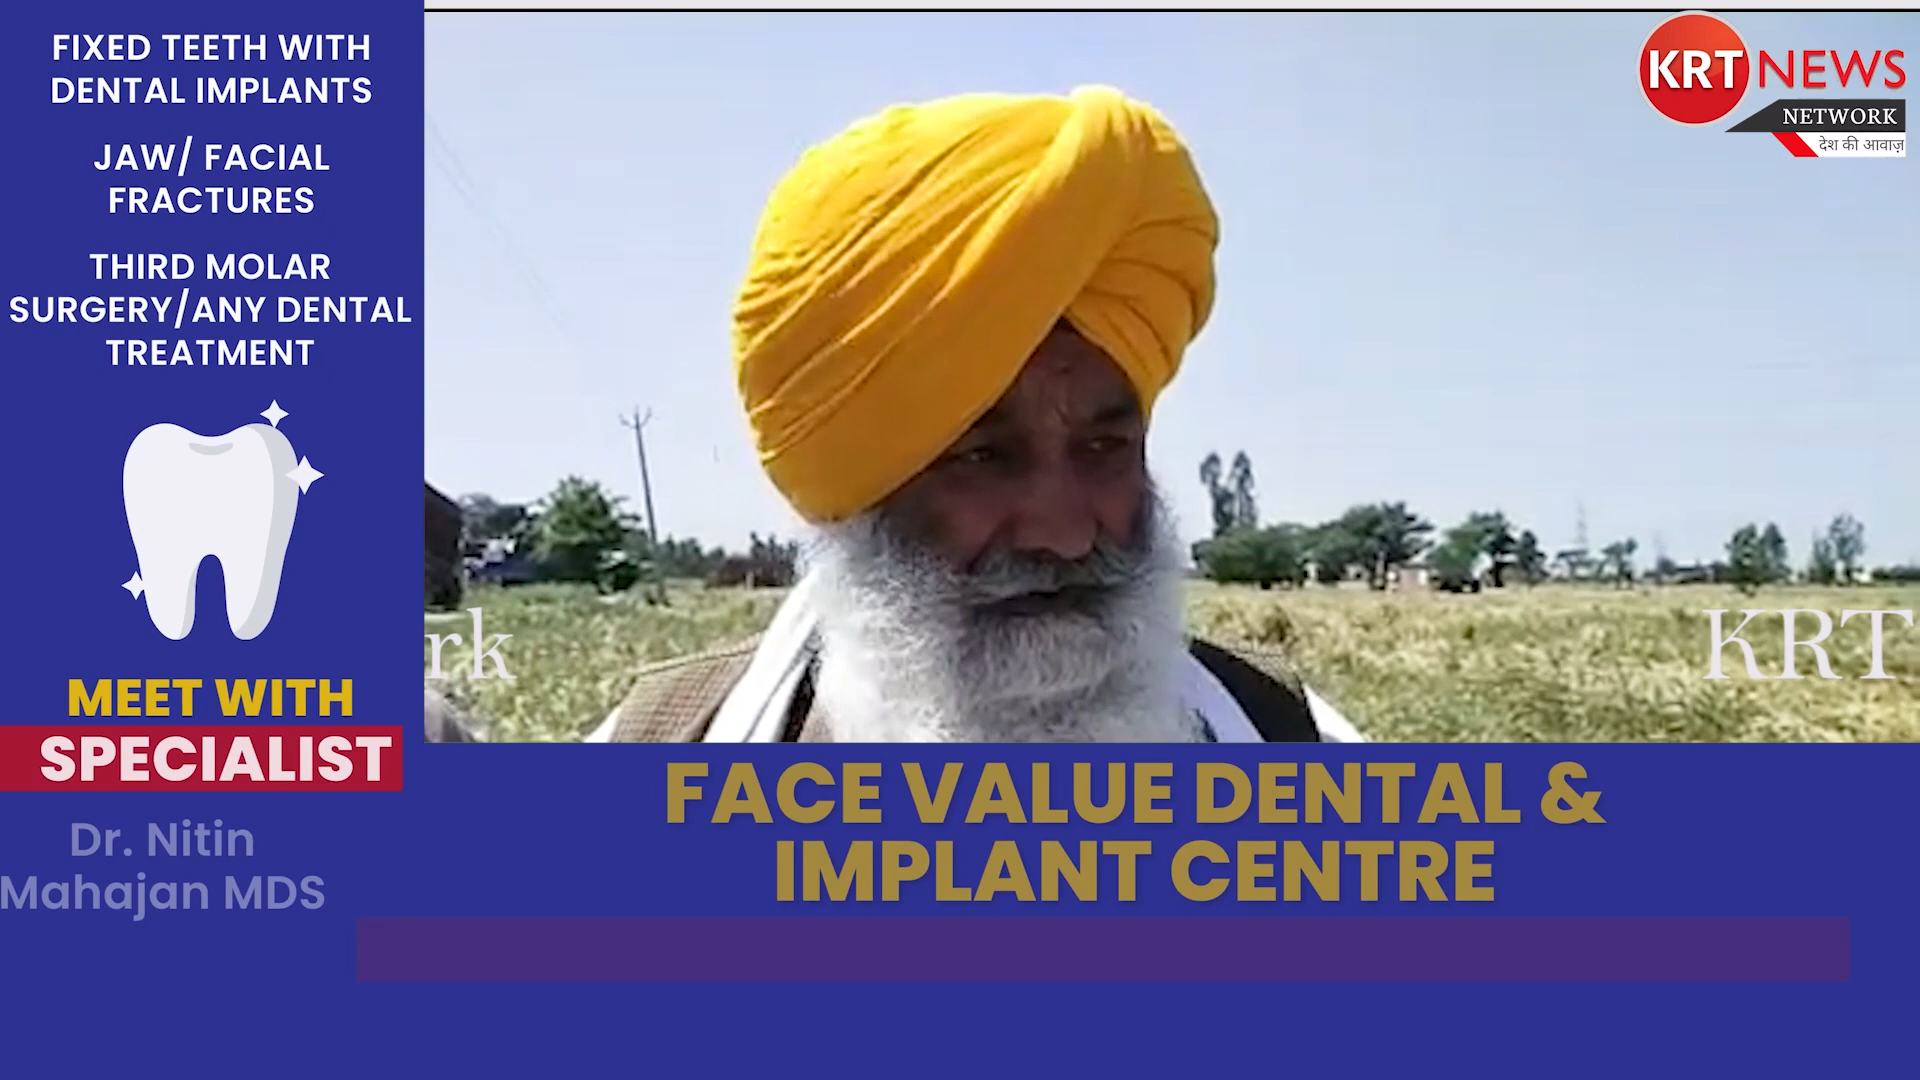 FIXED TEETH WITH
DENTAL IMPLANTS
JAW/ FACIAL
FRACTURES
THIRD MOLAR
SURGERY/ANY DENTAL
TREATMENT
MEET WITH
SPECIALIST
Dr. Nitin
Mahajan MDS
KRT NEWS
NETWORK
देश की आवाज़
rk
KRT
FACE VALUE DENTAL &
IMPLANT CENTRE